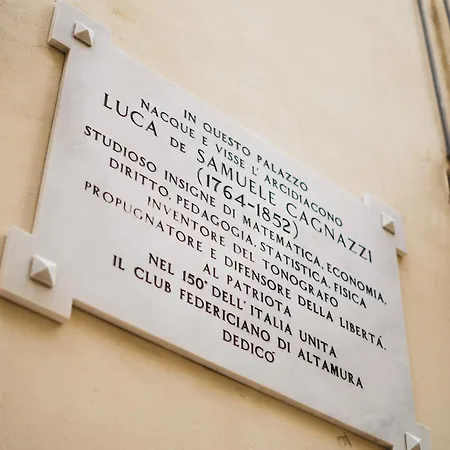 IN QUESTO PALAZZO
NACQUE E VISSE L'ARCIDIACONO
LUCA DE SAMUELE CAGNAZZI
(1764-1852)
STUDIOSO INSIGNE DI MATEMATICA, ECONOMIA,
DIRITTO, PEDAGOGIA, STATISTICA, FISICA
INVENTORE DEL TONOGRAFO
PROPUGNATORE E DIFENSORE DELLA LIBERTÁ.
AL PATRIOTA
NEL 150° DELL'ITALIA UNITA
IL CLUB FEDERICIANO DI ALTAMURA
DEDICÓ